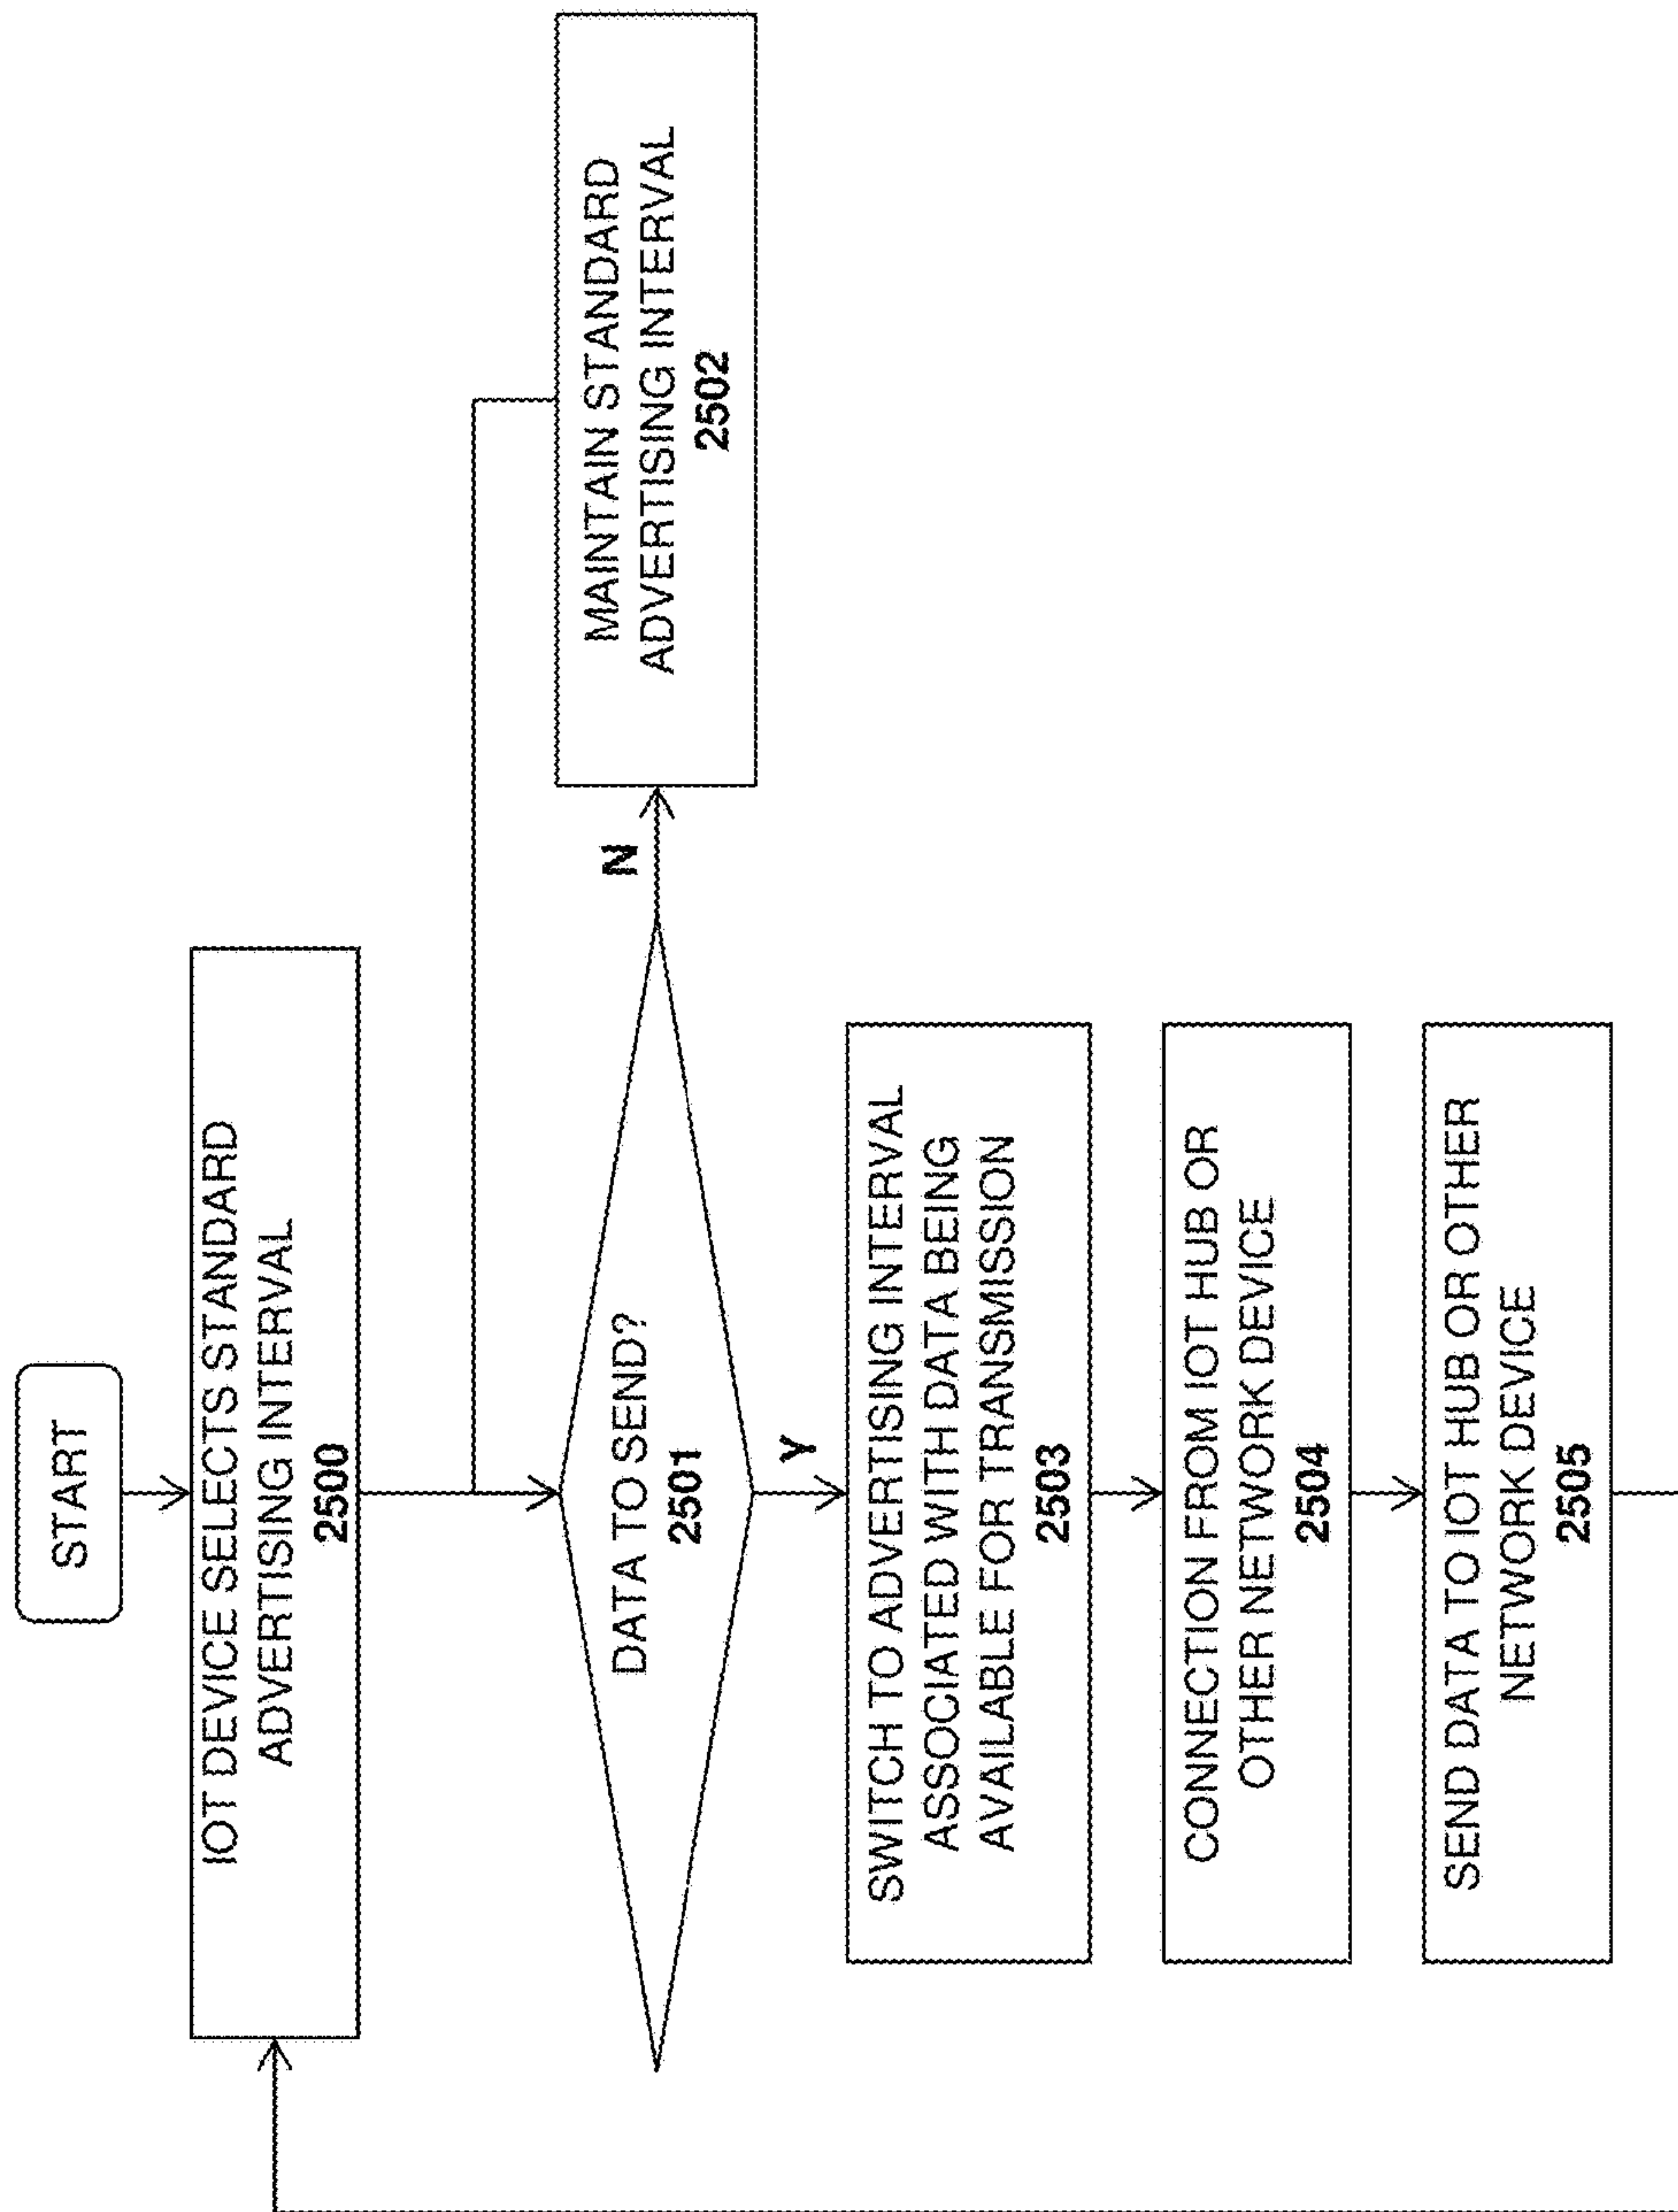 START
IOT DEVICE SELECTS STANDARD
ADVERTISING INTERVAL
2500
DATA TO SEND?
2501
N
MAINTAIN STANDARD
ADVERTISING INTERVAL
2502
Y
SWITCH TO ADVERTISING INTERVAL
ASSOCIATED WITH DATA BEING
AVAILABLE FOR TRANSMISSION
2503
CONNECTION FROM IOT HUB OR
OTHER NETWORK DEVICE
2504
SEND DATA TO IOT HUB OR OTHER
NETWORK DEVICE
2505